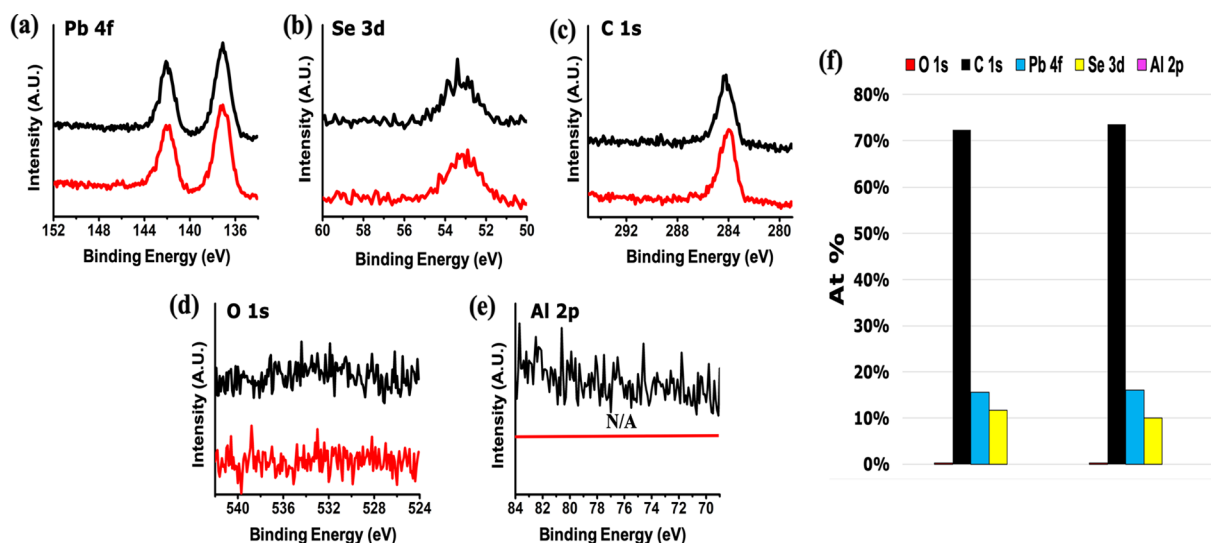 (a)
Pb 4f
Intensity (A.U.)
152 148 144 140 136
Binding Energy (eV)
(b)
Se 3d
Intensity (A.U.)
60 58 56 54 52 50
Binding Energy (eV)
(c)
C 1s
Intensity (A.U.)
288 284 280
Binding Energy (eV)
(d)
O 1s
Intensity (A.U.)
540 536 532 528 524
Binding Energy (eV)
(e)
Al 2p
Intensity (A.U.)
N/A
84 82 80 78 76 74 72 70
Binding Energy (eV)
(f)
O 1s C 1s Pb 4f Se 3d Al 2p
At %
80%
70%
60%
50%
40%
30%
20%
10%
0%